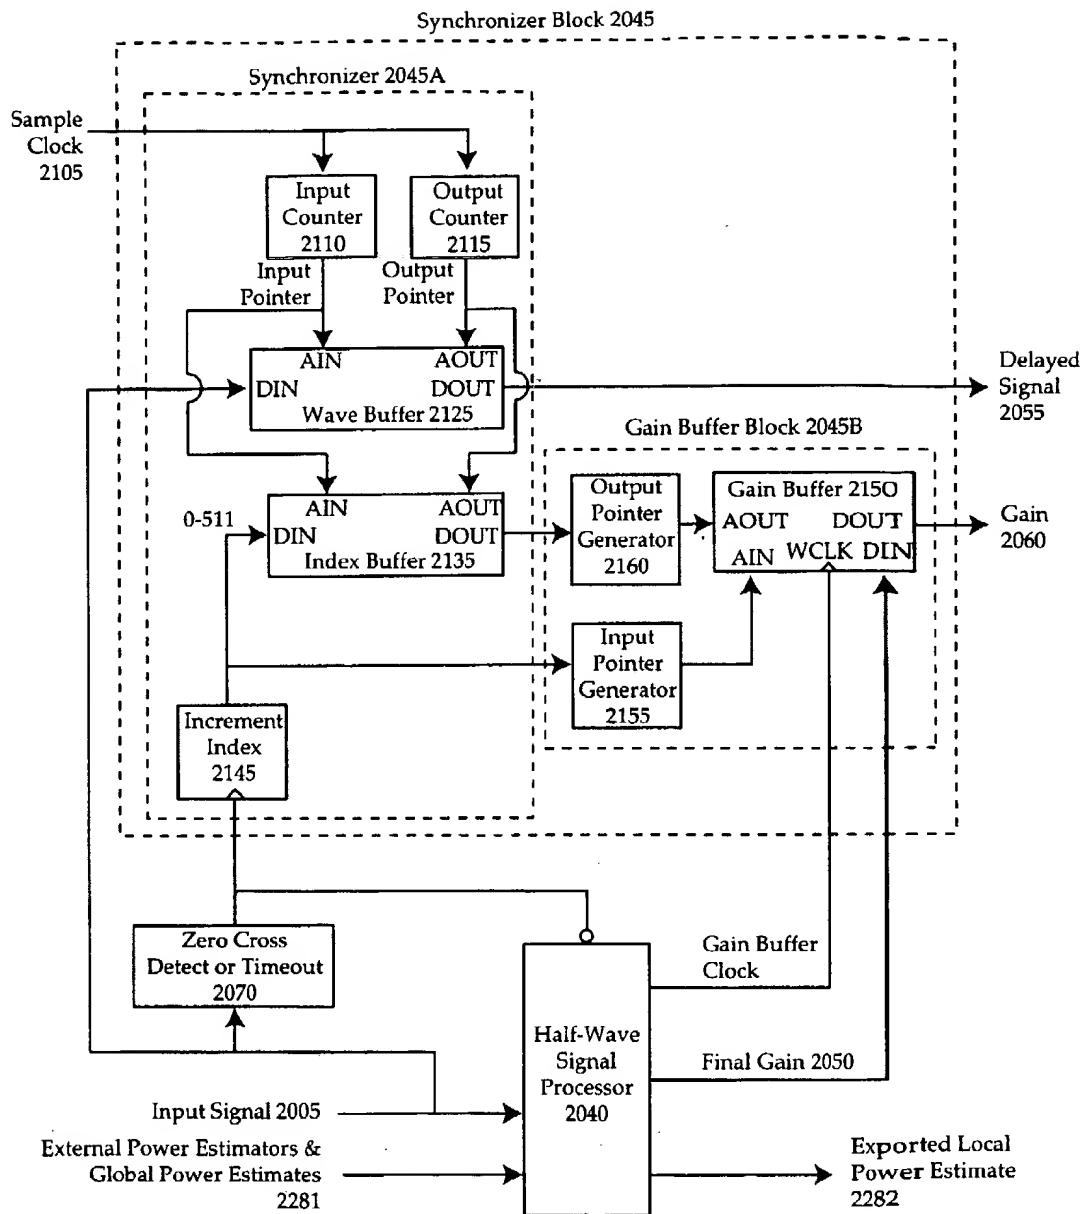 Synchronizer Block 2045
Synchronizer 2045A
Sample
Clock
2105
Input
Counter
2110
Output
Counter
2115
Input
Pointer
Output
Pointer
AIN
AOUT
DIN
DOUT
Wave Buffer 2125
Delayed
Signal
2055
Gain Buffer Block 2045B
0-511
AIN
AOUT
DIN
DOUT
Index Buffer 2135
Output
Pointer
Generator
2160
Gain Buffer 2150
AOUT
DOUT
AIN
WCLK
DIN
Gain
2060
Input
Pointer
Generator
2155
Increment
Index
2145
Zero Cross
Detect or Timeout
2070
Gain Buffer
Clock
Half-Wave
Signal
Processor
2040
Final Gain 2050
Input Signal 2005
External Power Estimators &
Global Power Estimates
2281
Exported Local
Power Estimate
2282